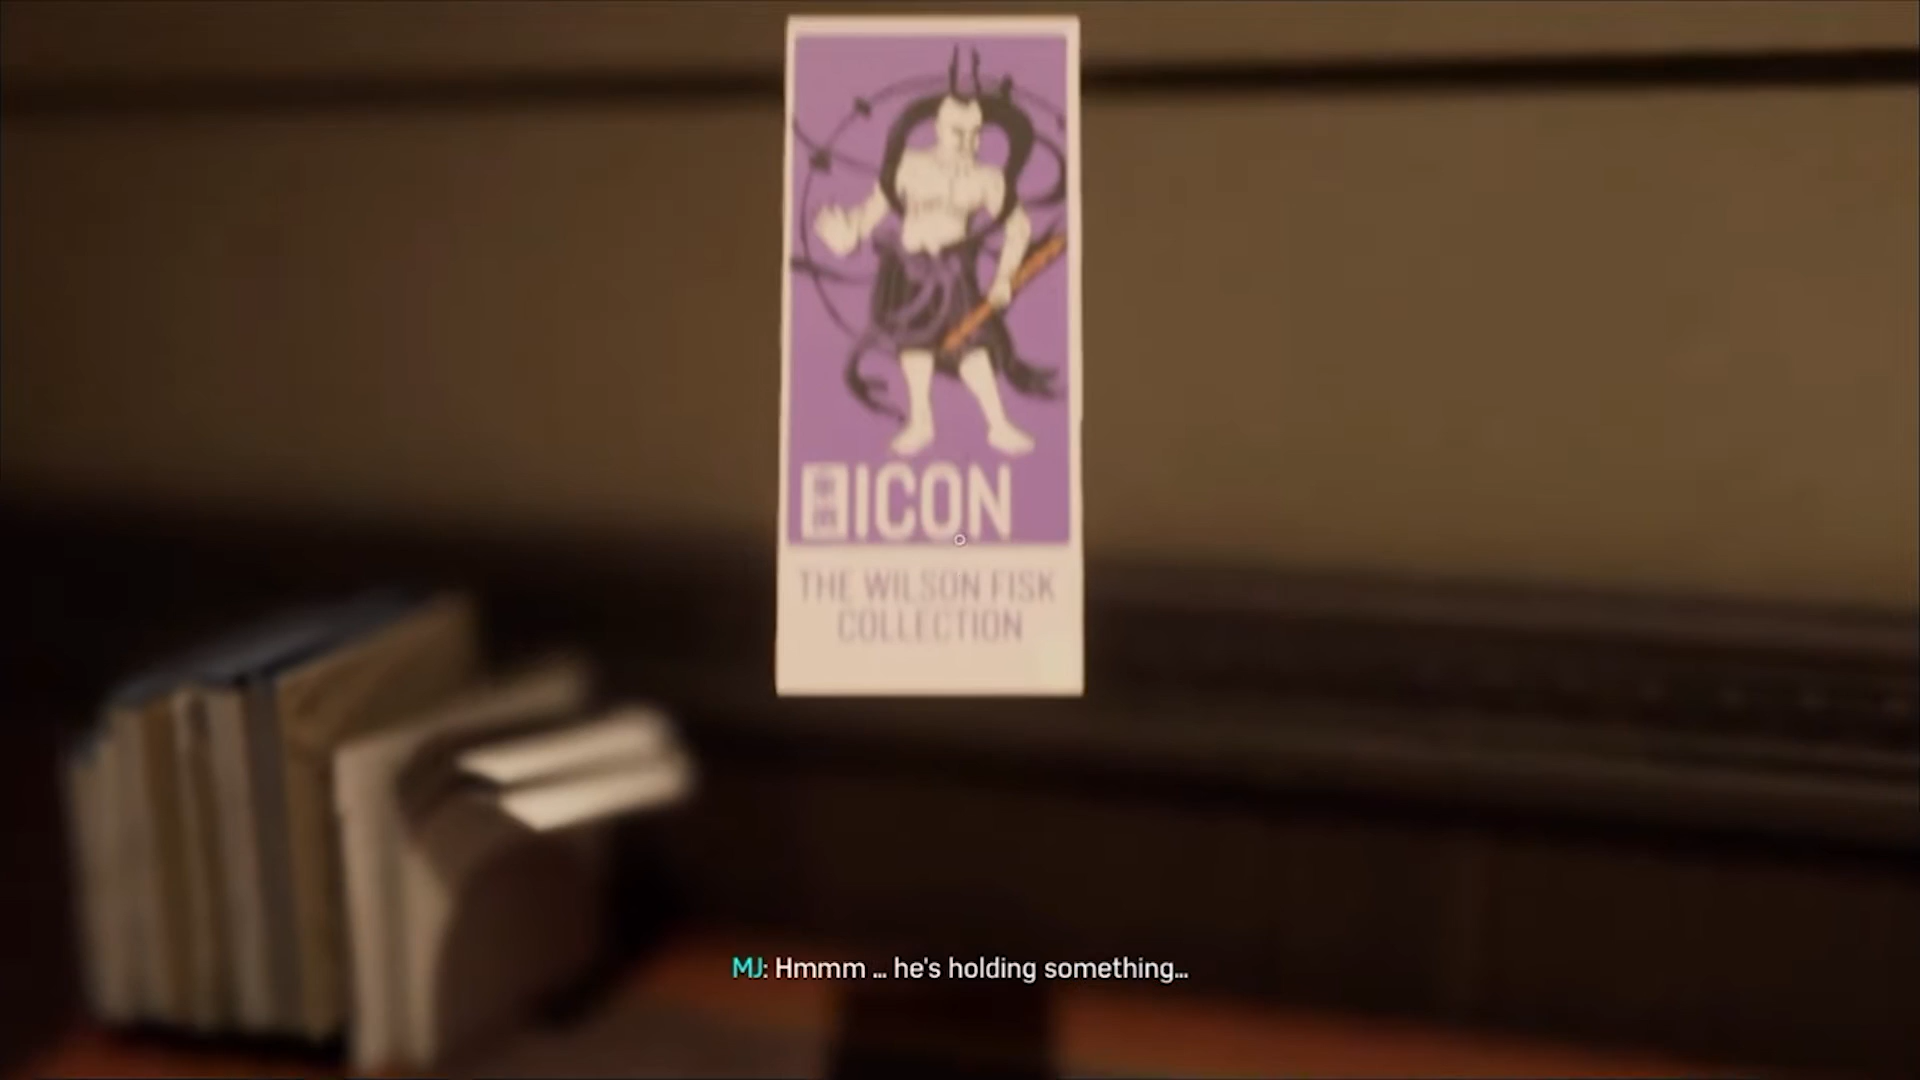 ICON
THE WILSON FISK
COLLECTION
MJ: Hmmm ... he's holding something...